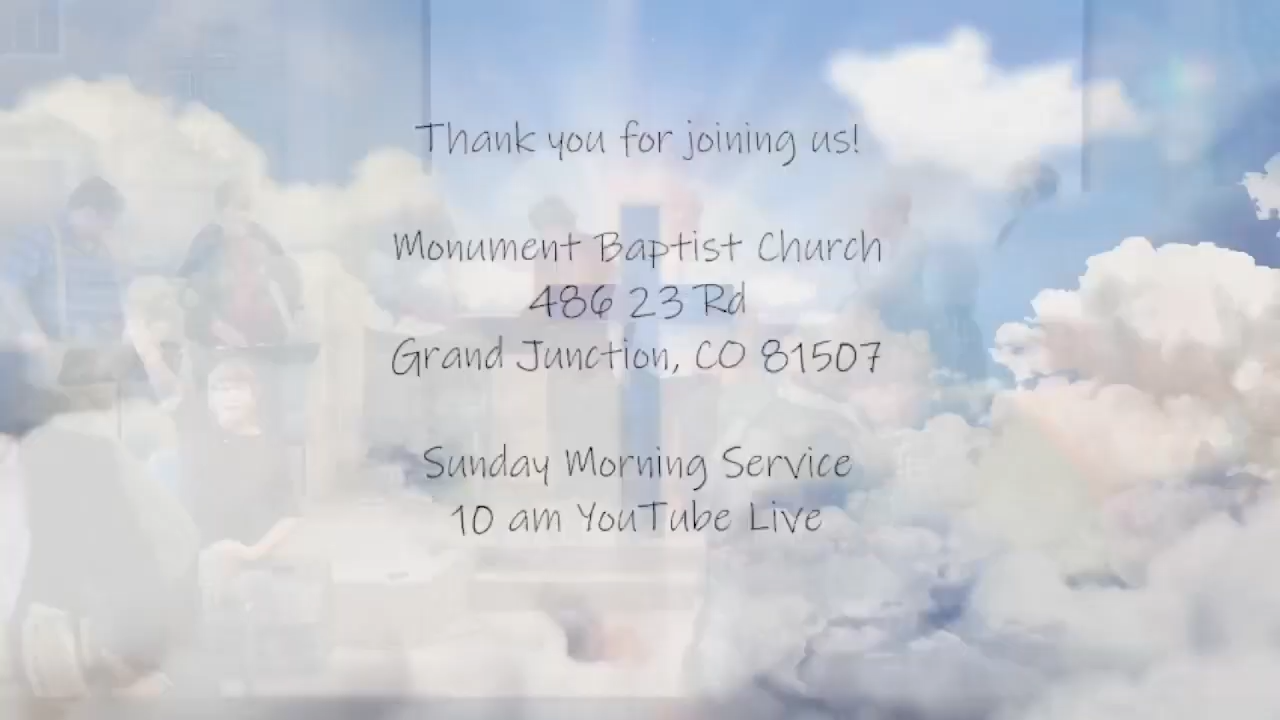 Thank you for joining us!
Monument Baptist Church
486 23 Rd
Grand Junction, CO 81507
Sunday Morning Service
10 am YouTube Live